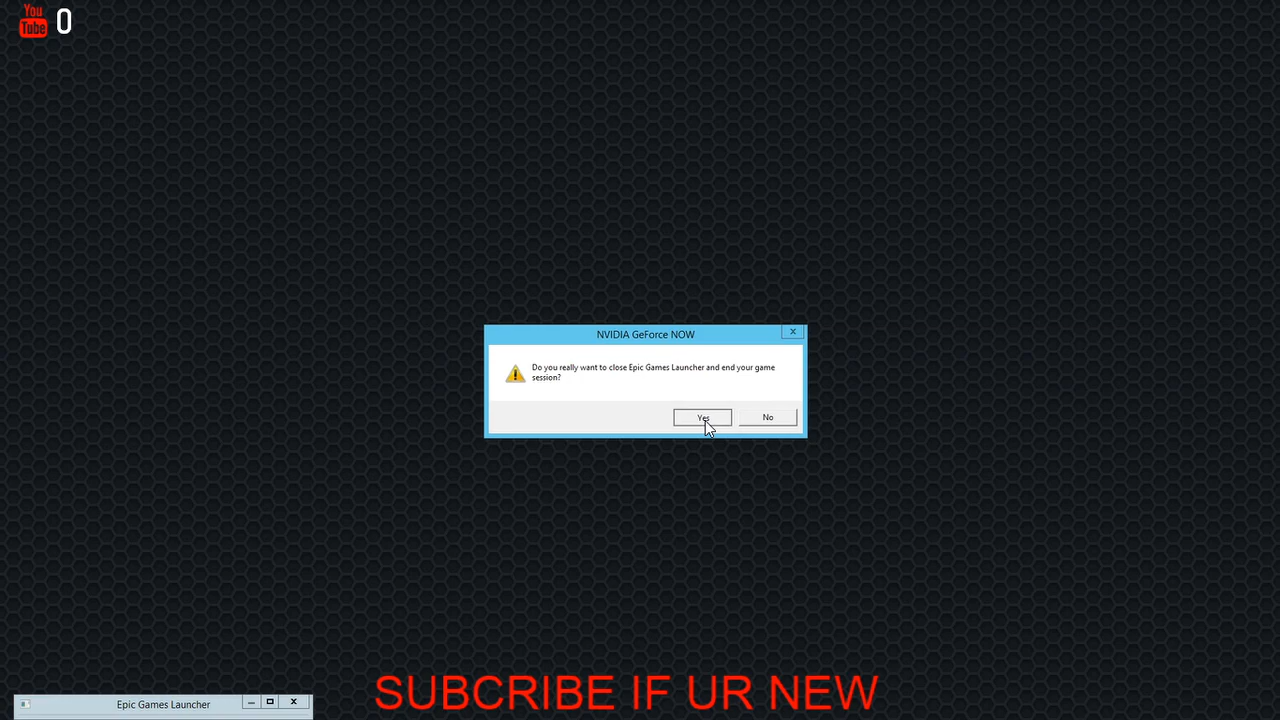 You
Tube 0
NVIDIA GeForce NOW
Do you really want to close Epic Games Launcher and end your game
session?
Yes No
SUBCRIBE IF UR NEW
Epic Games Launcher